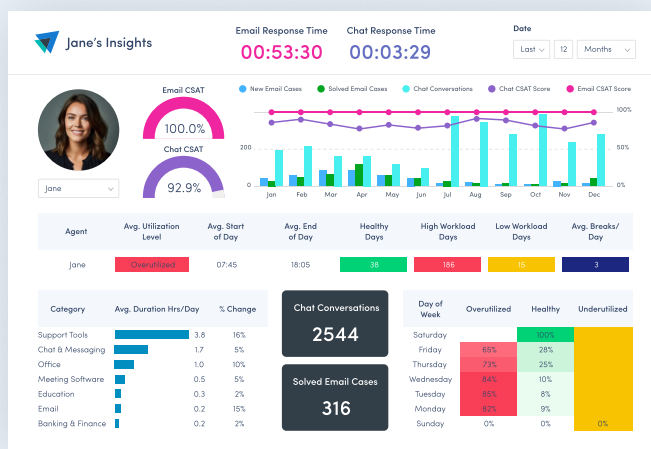 Jane's Insights
Email Response Time
00:53:30
Chat Response Time
00:03:29
Date
Last
12
Months
Jane
Email CSAT
100.0%
Chat CSAT
92.9%
New Email Cases
Solved Email Cases
Chat Conversations
Chat CSAT Score
Email CSAT Score
200
0
100%
50%
0%
Jan Feb Mar Apr May Jun Jul Aug Sep Oct Nov Dec
Agent
Avg. Utilization
Level
Avg. Start
of Day
Avg. End
of Day
Healthy
Days
High Workload
Days
Low Workload
Days
Avg. Breaks/
Day
Jane Overutilized 07:45 18:05 38 186 15 3
Category Avg. Duration Hrs/Day % Change
Support Tools 3.8 16%
Chat & Messaging 1.7 5%
Office 1.0 10%
Meeting Software 0.5 5%
Education 0.3 2%
Email 0.2 15%
Banking & Finance 0.2 2%
Chat Conversations
2544
Solved Email Cases
316
Day of
Week
Overutilized Healthy Underutilized
Saturday 100%
Friday 65% 28%
Thursday 73% 25%
Wednesday 84% 10%
Tuesday 85% 8%
Monday 82% 9%
Sunday 0% 0% 0%